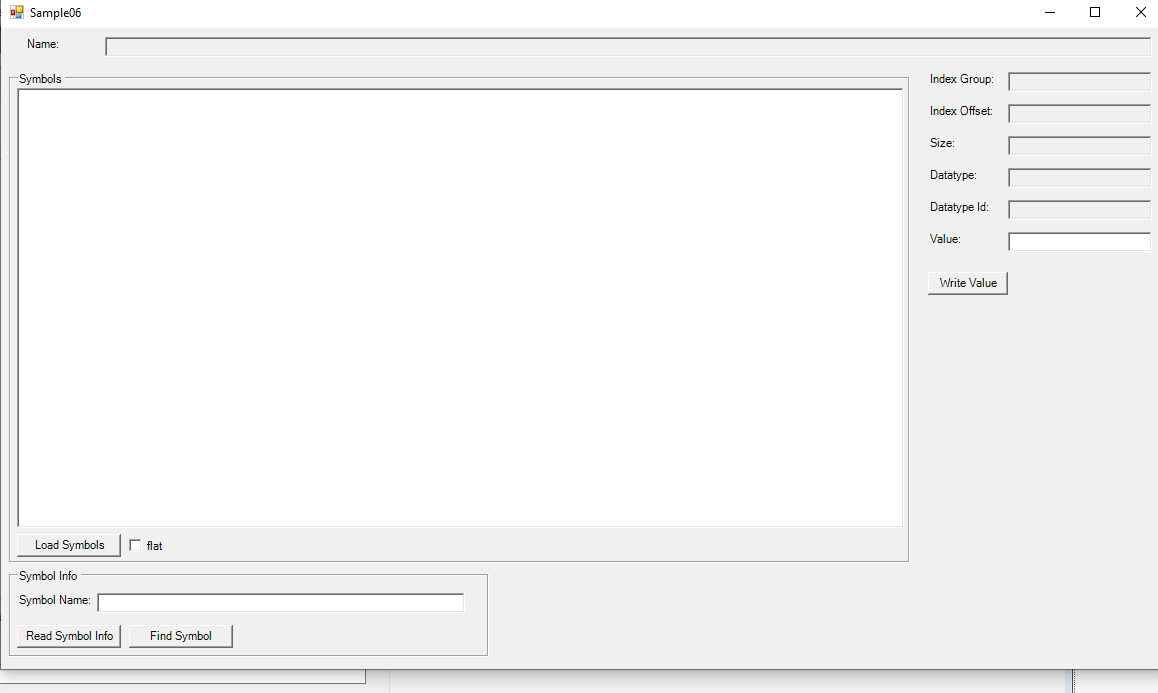 Sample06
Name:
Symbols
Index Group:
Index Offset:
Size:
Datatype:
Datatype Id:
Value:
Write Value
Load Symbols
flat
Symbol Info
Symbol Name:
Read Symbol Info
Find Symbol